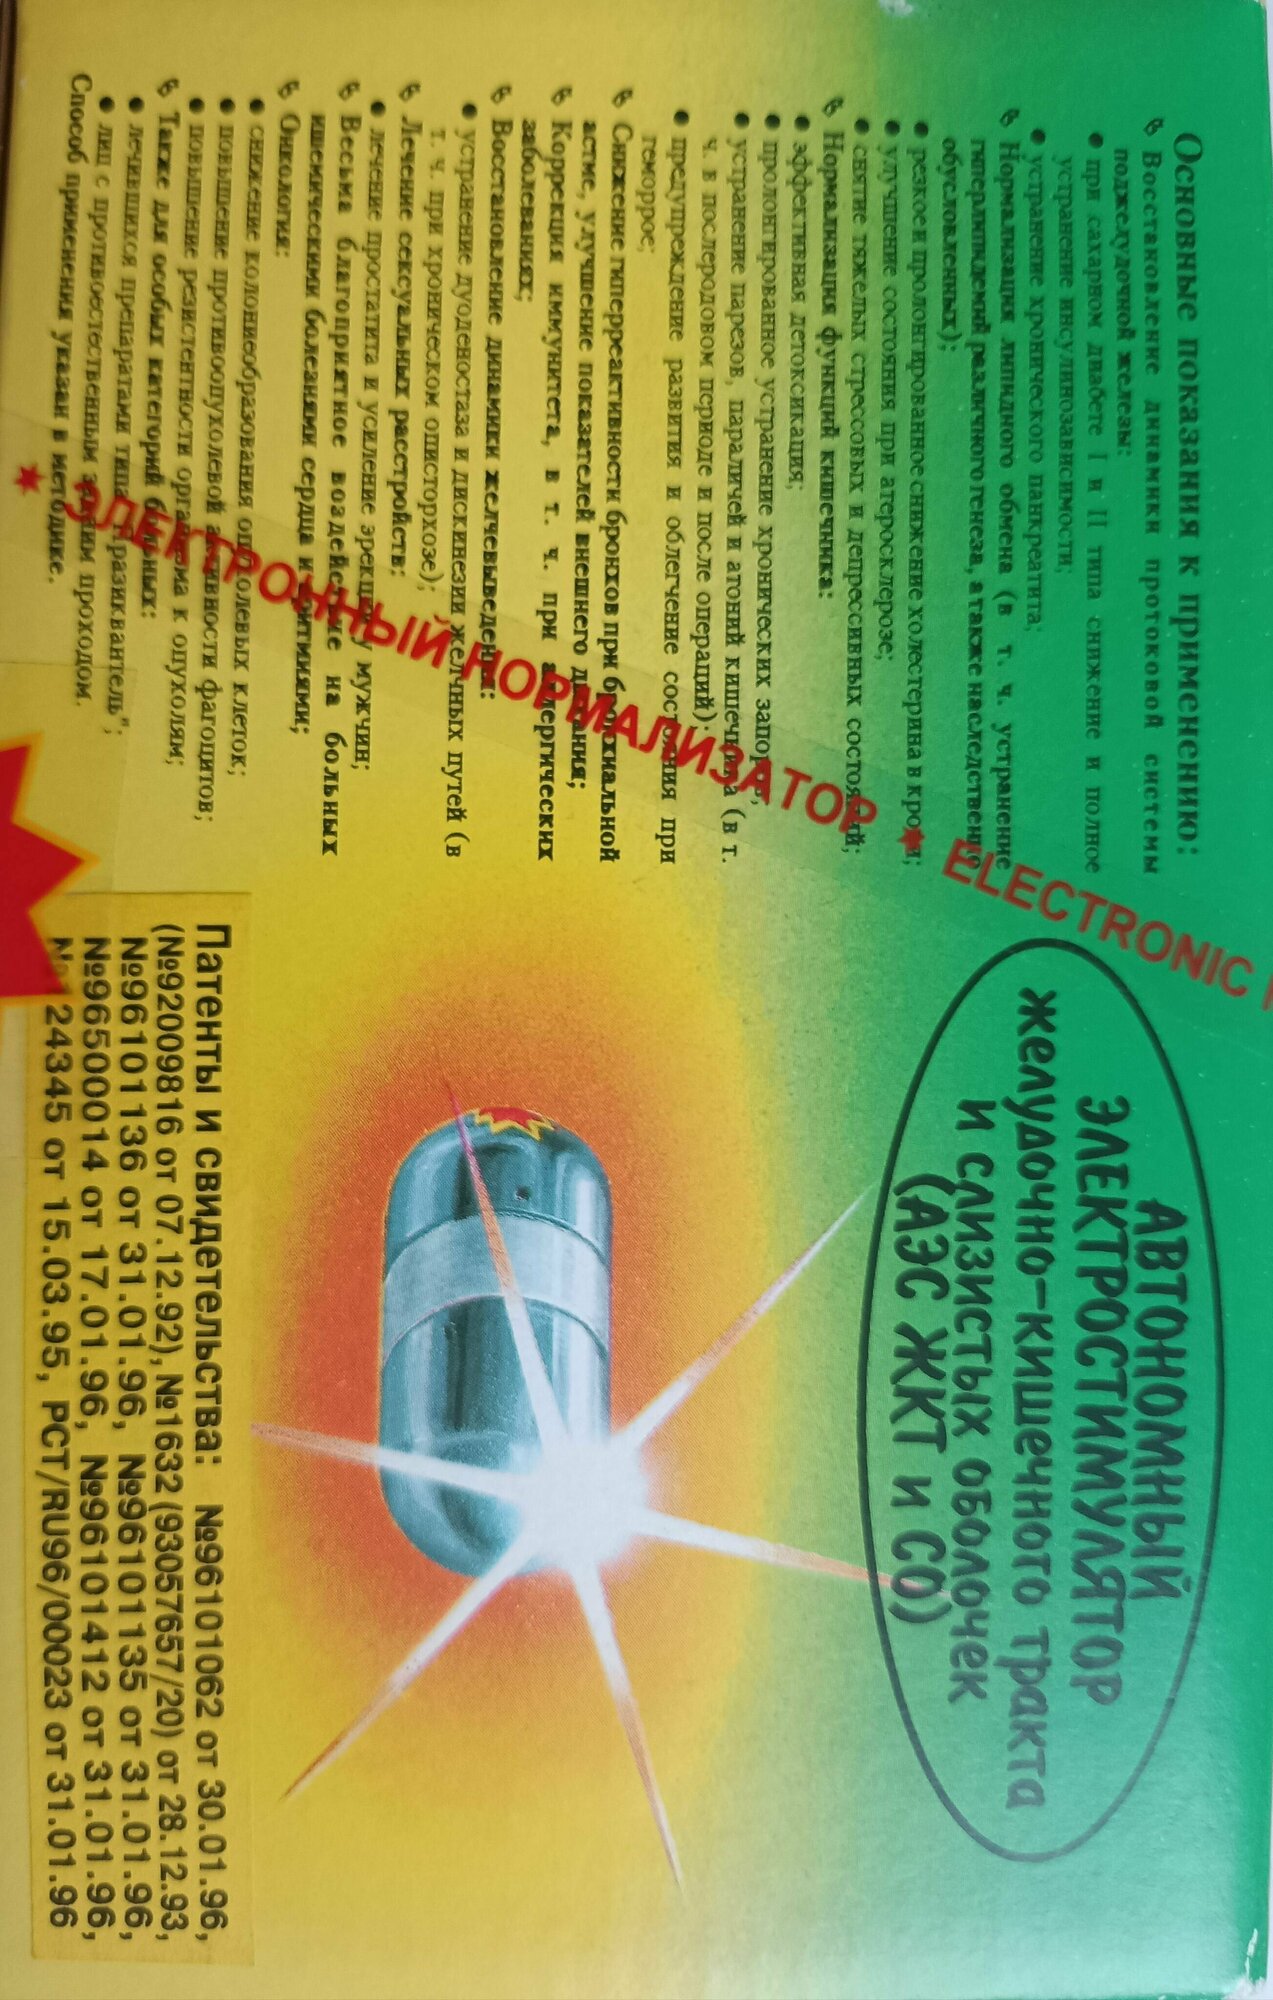 Основные показания к применению:
Восстановление динамики протоковой системы
поджелудочной железы:
• при сахарном диабете I и II типа снижение и полное
устранение инсулинозависимости;
• устранение хронического панкреатита;
Нормализация липидного обмена (в т. ч. устранение
гиперлипидемий различного генеза, а также наследственно
обусловленных);
• резкое и пролонгированное снижение холестерина в крови;
• улучшение состояния при атеросклерозе;
• снятие тяжелых стрессовых и депрессивных состояний;
Нормализация функций кишечника:
• эффективная детоксикация;
• пролонгированное устранение хронических запоров;
• устранение парезов, параличей и атоний кишечника (в т.
ч. в послеродовом периоде и после операций);
• предупреждение развития и облегчение состояния при
геморрое;
Снижение гиперреактивности бронхов при бронхиальной
астме, улучшение показателей внешнего дыхания;
Коррекция иммунитета, в т. ч. при аллергических
заболеваниях;
Восстановление динамики желчевыведения:
• устранение дуоденостаза и дискинезии желчных путей (в
т. ч. при хроническом описторхозе);
Лечение сексуальных расстройств:
• лечение простатита и усиление эрекции у мужчин;
Весьма благоприятное воздействие на больных
ишемическими болезнями сердца и аритмиями;
Онкология:
• снижение колониеобразования опухолевых клеток;
• повышение противоопухолевой активности фагоцитов;
• повышение резистентности организма к опухолям;
Также для особых категорий больных:
• лечившихся препаратами типа "празиквантель";
• лиц с противоестественным задним проходом.
Способ применения указан в методике.
★ ЭЛЕКТРОННЫЙ НОРМАЛИЗАТОР ★ ELECTRONIC
АВТОНОМНЫЙ
ЭЛЕКТРОСТИМУЛЯТОР
желудочно-кишечного тракта
и слизистых оболочек
(АЭС ЖКТ и СО)
Патенты и свидетельства: №96101062 от 30.01.96,
(№92009816 от 07.12.92), №1632 (93057657/20) от 28.12.93,
№96101136 от 31.01.96, №96101135 от 31.01.96,
№96500014 от 17.01.96, №96101412 от 31.01.96,
24345 от 15.03.95, PCT/RU96/00023 от 31.01.96